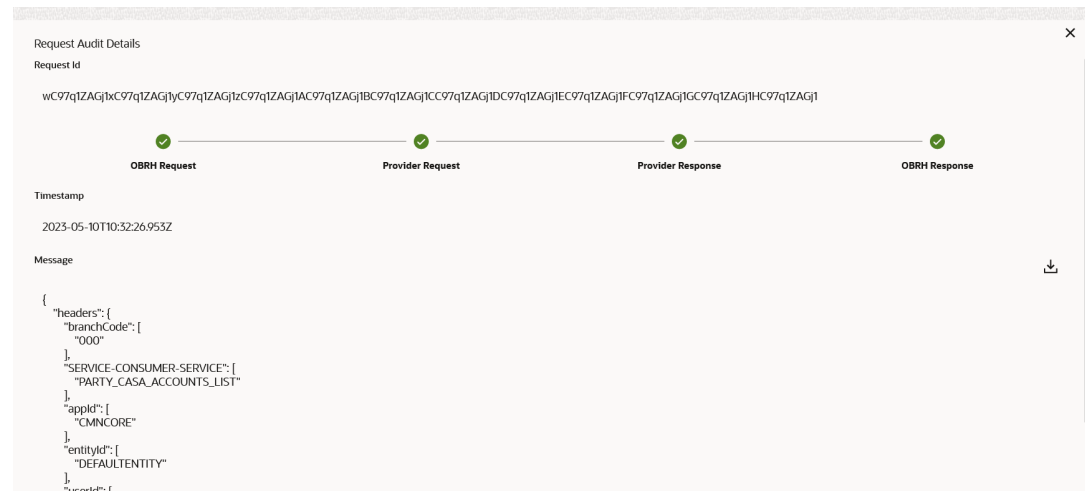 Request Audit Details
Request Id
wC97q1ZAGj1xC97q1ZAGj1yC97q1ZAGj1zC97q1ZAGj1AC97q1ZAGj1BC97q1ZAGj1CC97q1ZAGj1DC97q1ZAGj1EC97q1ZAGj1FC97q1ZAGj1GC97q1ZAGj1HC97q1ZAGj1
OBRH Request Provider Request Provider Response OBRH Response
Timestamp
2023-05-10T10:32:26.953Z
Message
{
"headers": {
"branchCode": [
"000"
],
"SERVICE-CONSUMER-SERVICE": [
"PARTY_CASA_ACCOUNTS_LIST"
],
"appId": [
"CMNCORE"
],
"entityId": [
"DEFAULTENTITY"
],
"userId": [